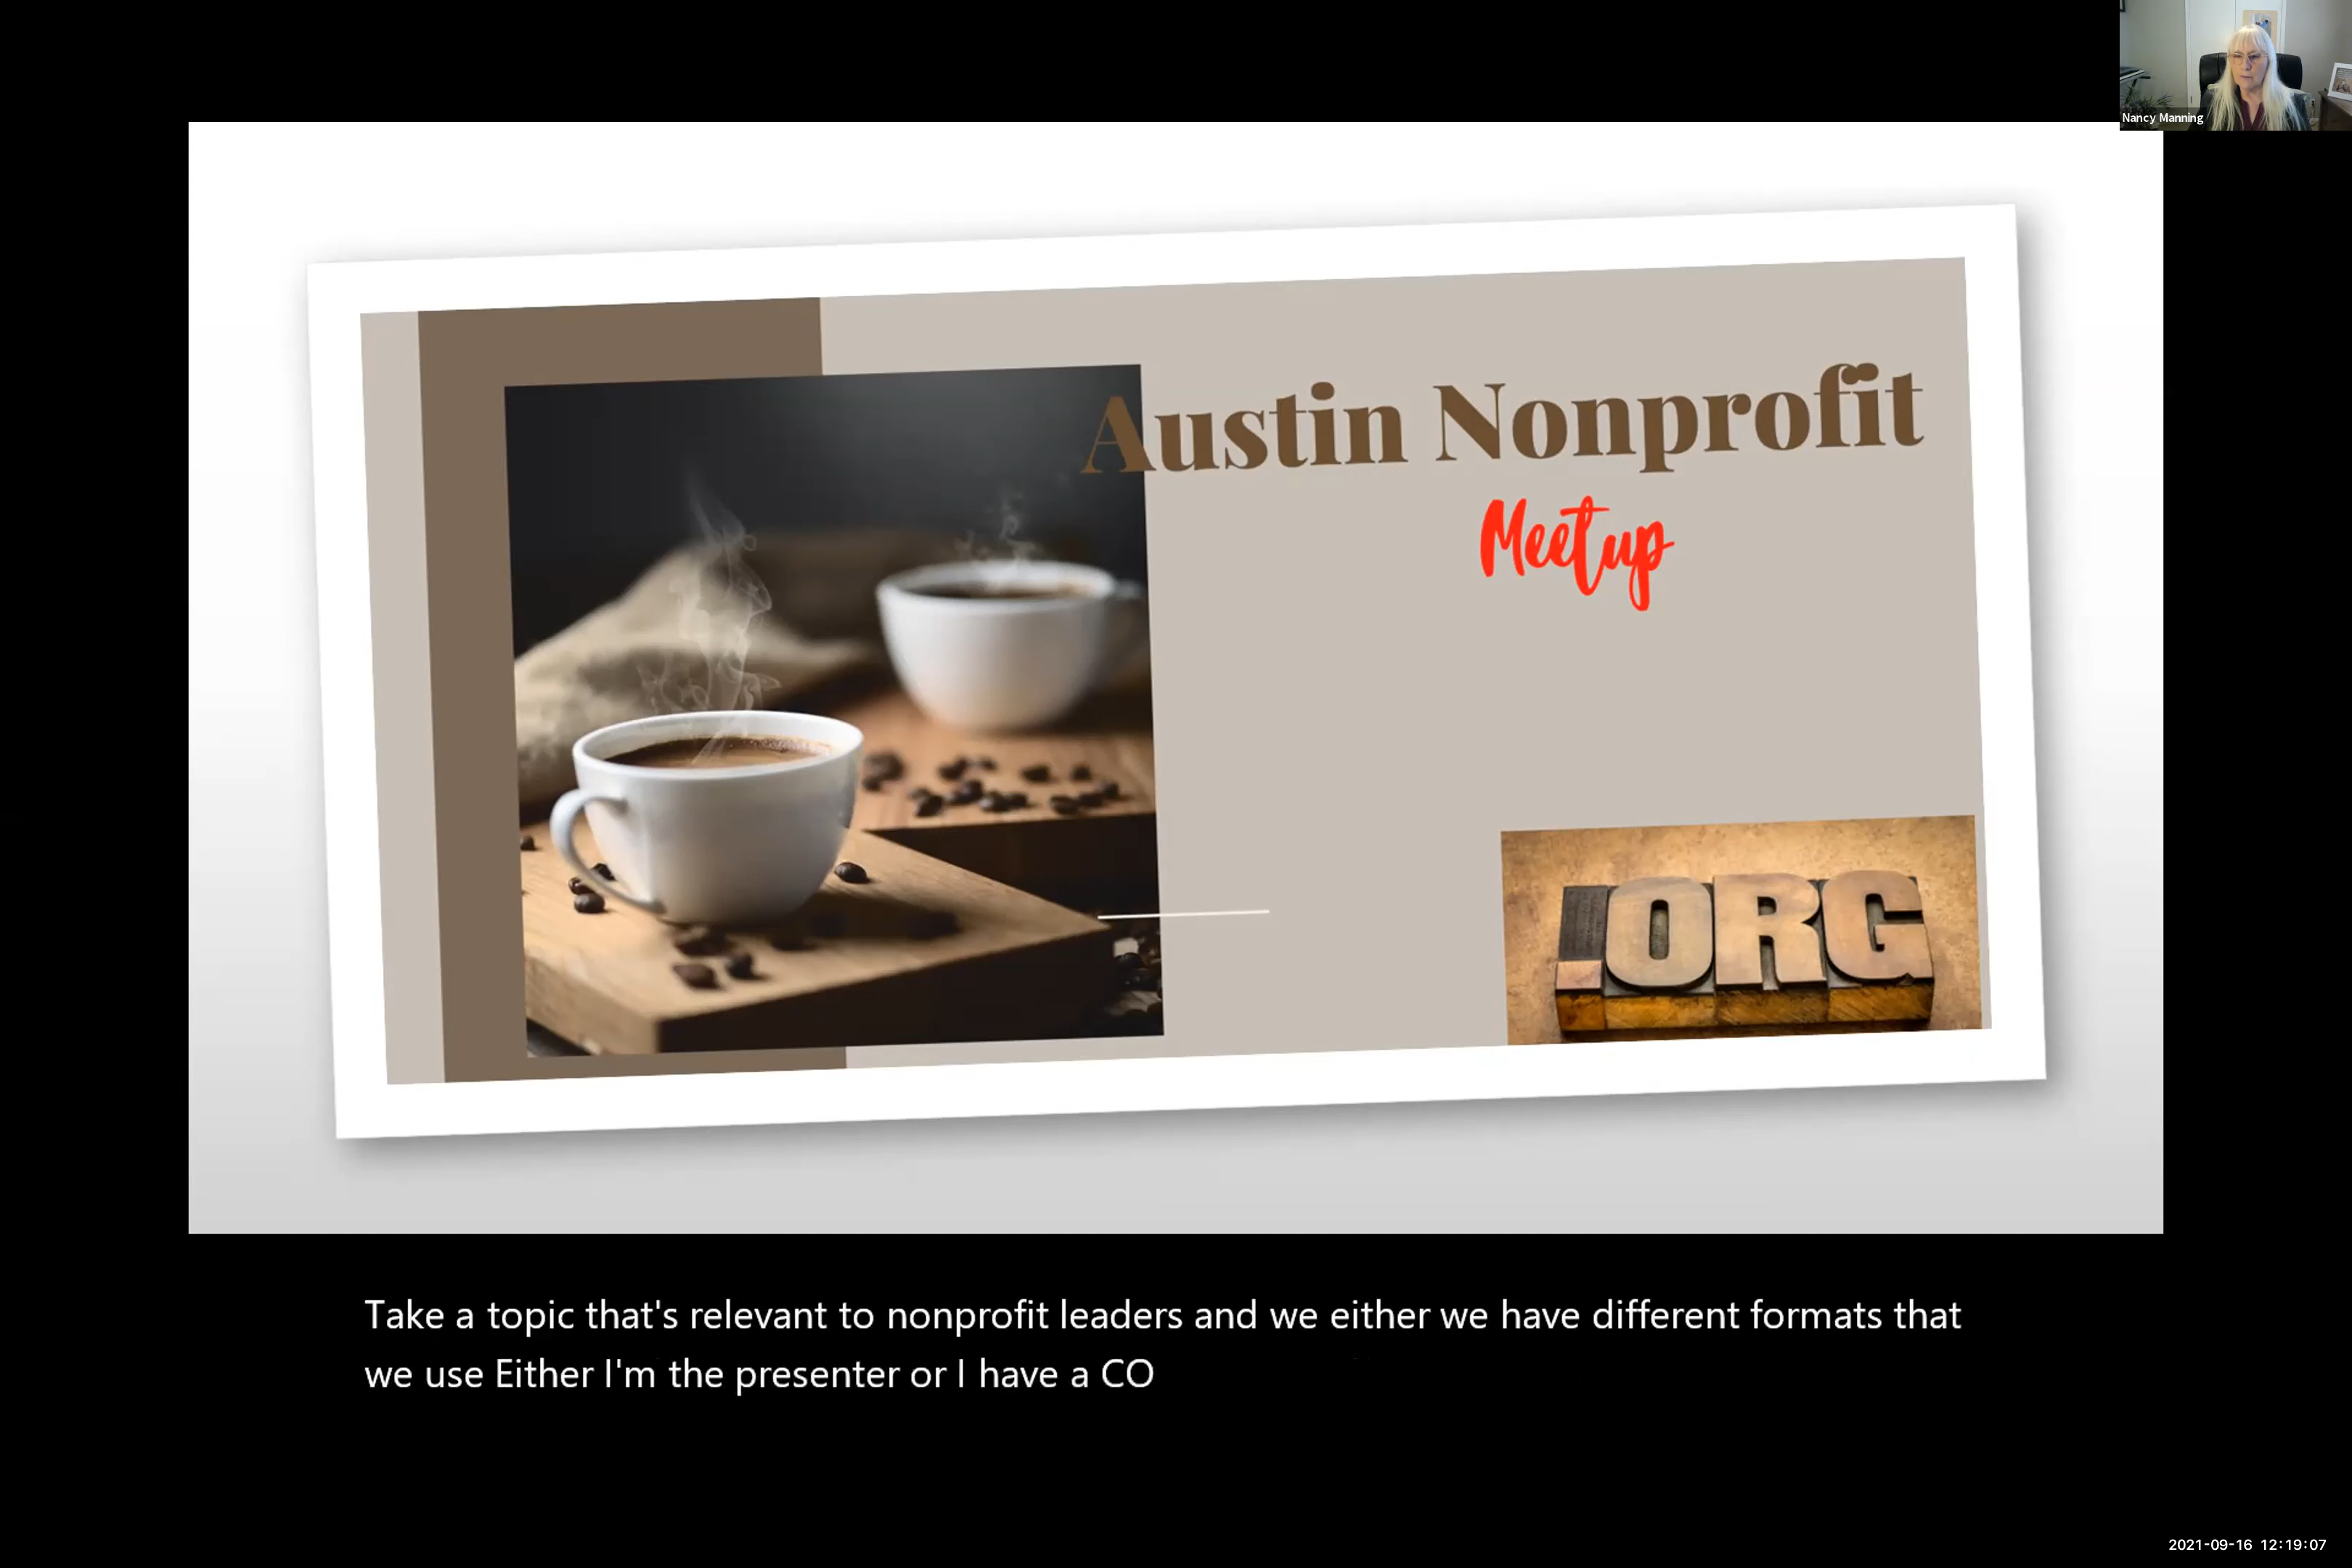 Nancy Manning
Austin Nonprofit
Meetup
.ORG
Take a topic that's relevant to nonprofit leaders and we either we have different formats that
we use Either I'm the presenter or I have a CO
2021-09-16 12:19:07